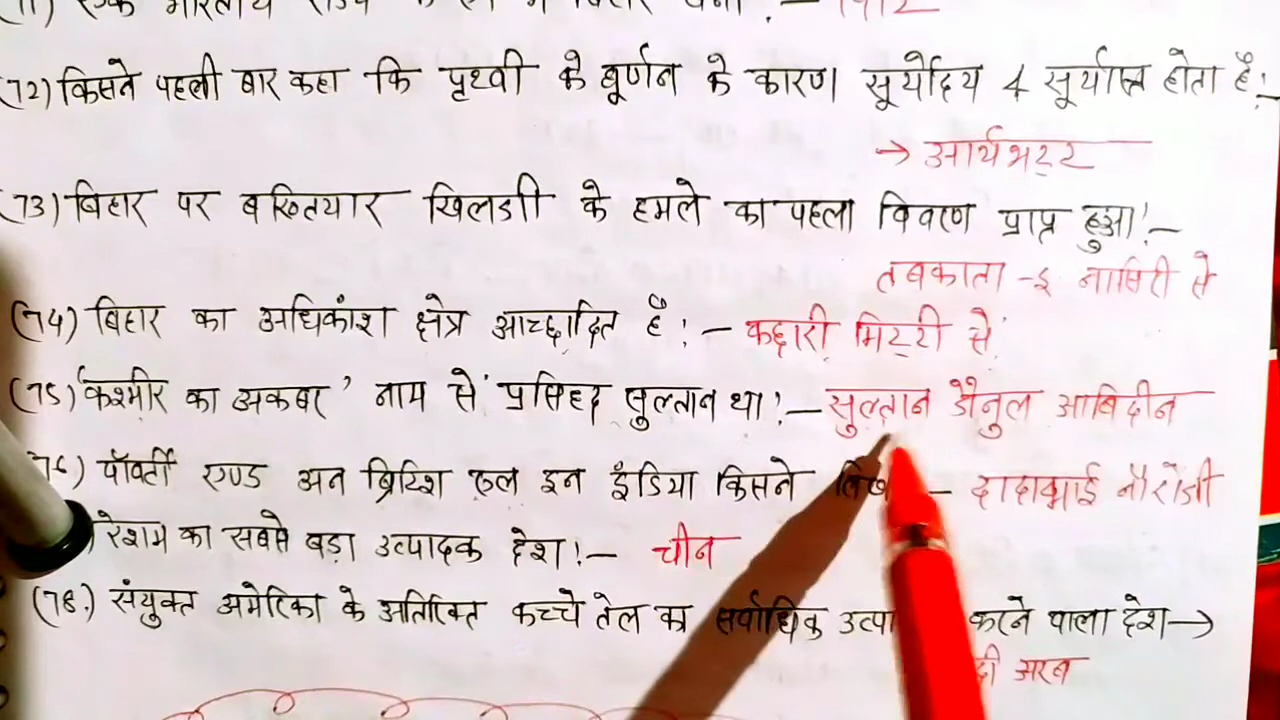 (72) किसने पहली बार कहा कि पृथ्वी के घूर्णन के कारण सूर्योदय व सूर्यास्त होता है!-
→ आर्यभट्ट
(73) बिहार पर बख्तियार खिलजी के हमले का पहला विवरण प्राप्त हुआ!-
तबकाता -इ नासिरी से
(74) बिहार का अधिकांश क्षेत्र आच्छादित है! - कद्दारी मिट्टी से
(75) 'कश्मीर का अकबर' नाम से प्रसिद्द सुल्तान था!- सुल्तान जैनुल आबिदीन
76) पॉवर्टी एण्ड अन ब्रिटिश रूल इन इंडिया किसने - दादाभाई नौरोजी
) रेशम का सबसे बड़ा उत्पादक देश!- चीन
(78.) संयुक्त अमेरिका के अतिरिक्त कच्चे तेल का सर्वाधिक करने वाला देश→
अरब